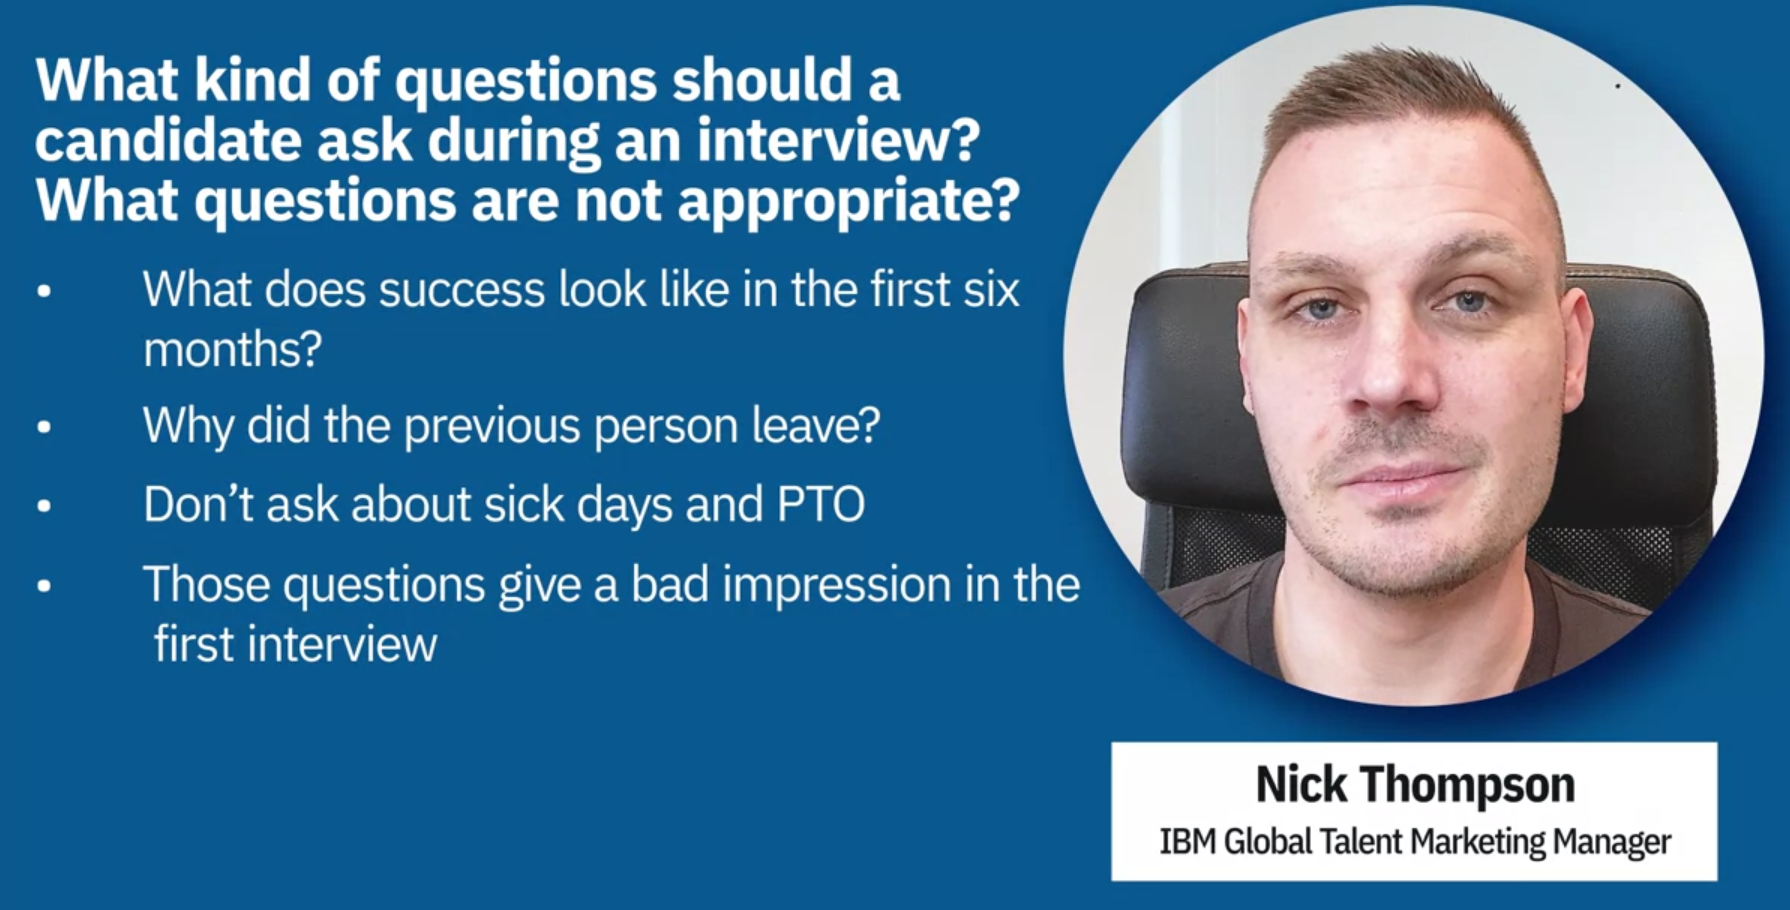 What kind of questions should a
candidate ask during an interview?
What questions are not appropriate?
• What does success look like in the first six
months?
• Why did the previous person leave?
• Don’t ask about sick days and PTO
• Those questions give a bad impression in the
first interview
Nick Thompson
IBM Global Talent Marketing Manager